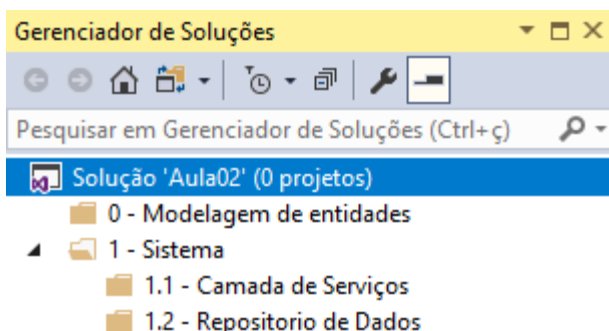 Gerenciador de Soluções
Pesquisar em Gerenciador de Soluções (Ctrl+ç)
Solução 'Aula02' (0 projetos)
0 - Modelagem de entidades
1 - Sistema
1.1 - Camada de Serviços
1.2 - Repositorio de Dados